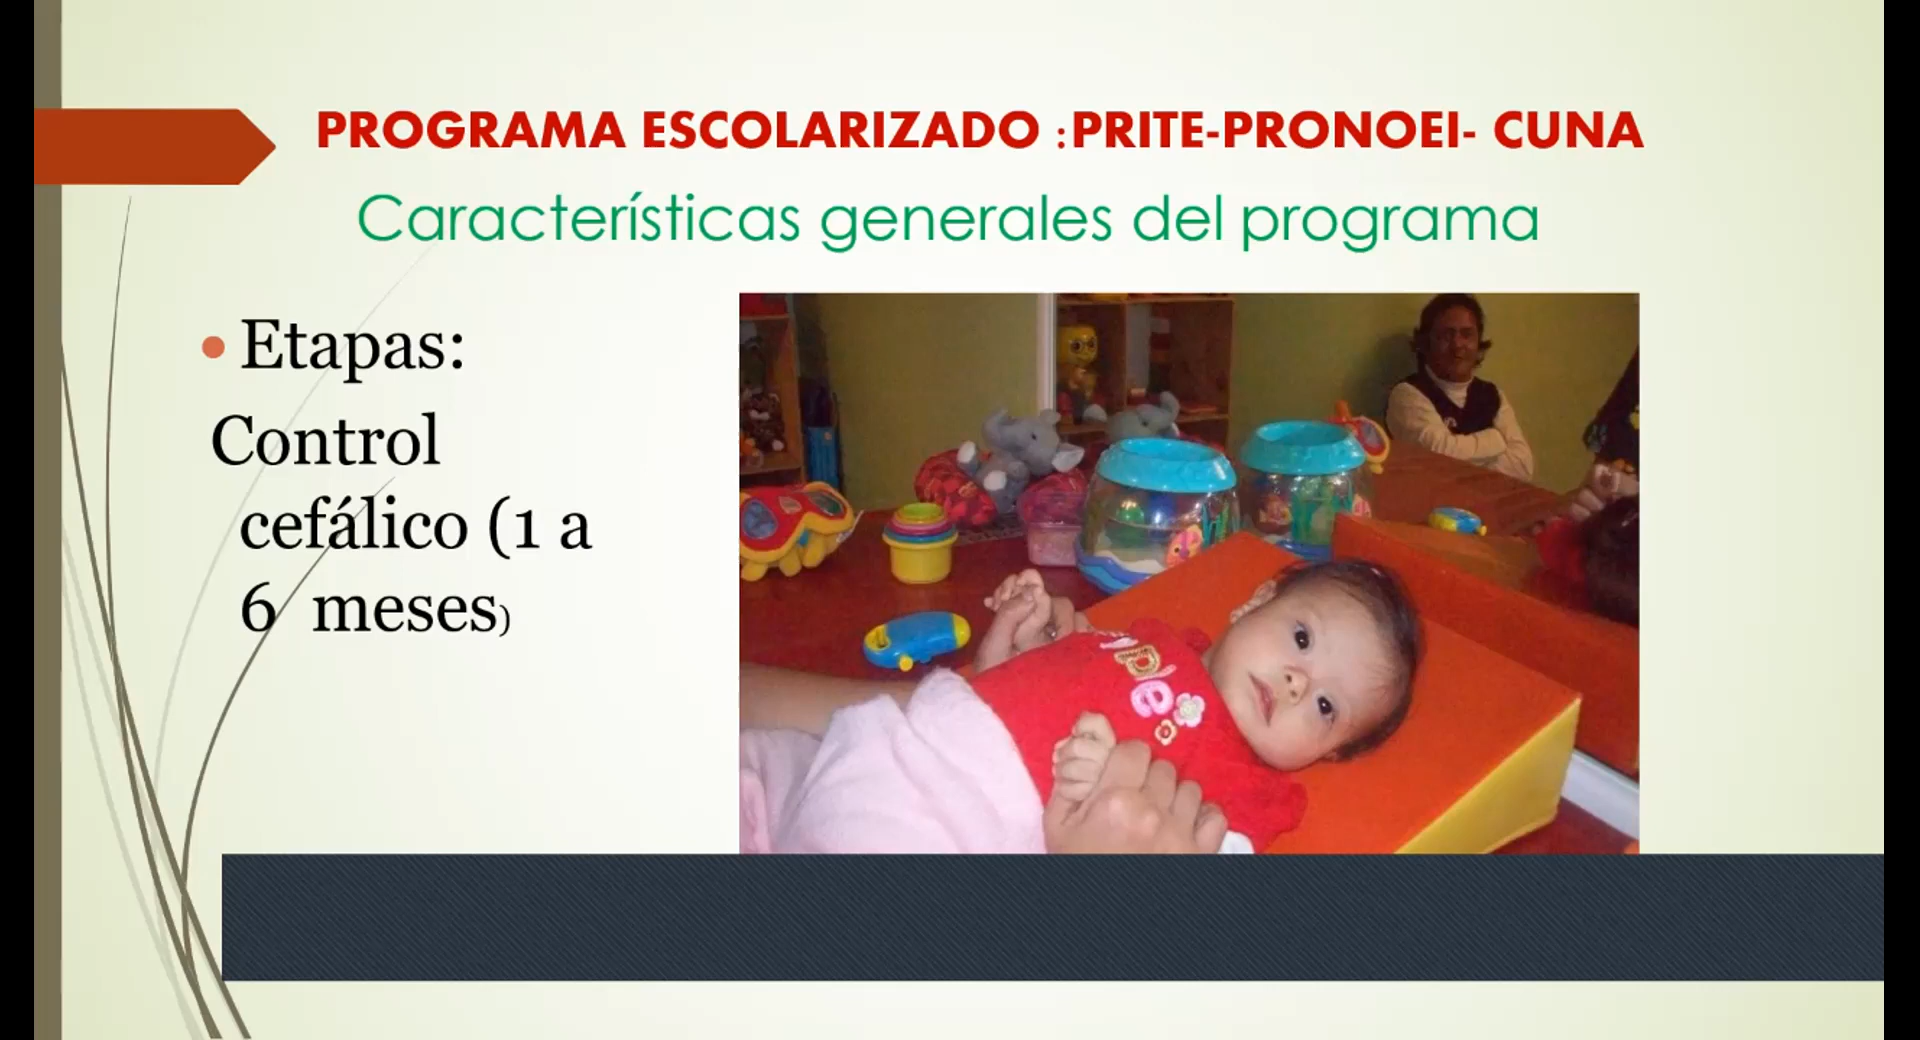 PROGRAMA ESCOLARIZADO :PRITE-PRONOEI- CUNA
Características generales del programa
• Etapas:
Control
cefálico (1 a
6 meses)